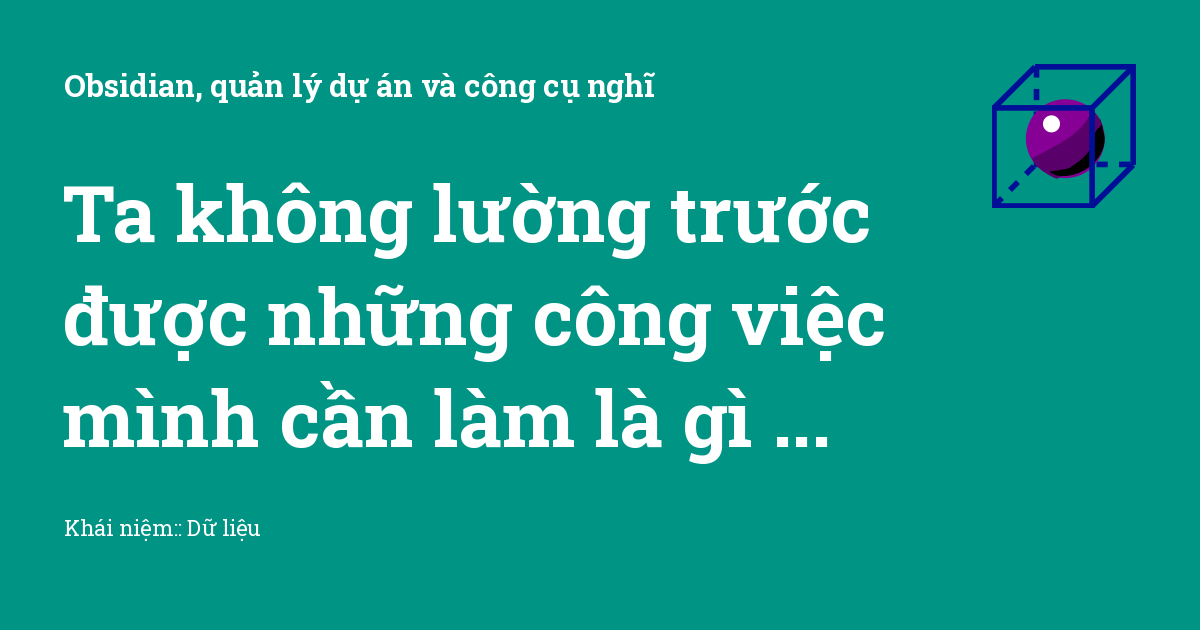 Obsidian, quản lý dự án và công cụ nghĩ
Ta không lường trước
được những công việc
mình cần làm là gì ...
Khái niệm:: Dữ liệu